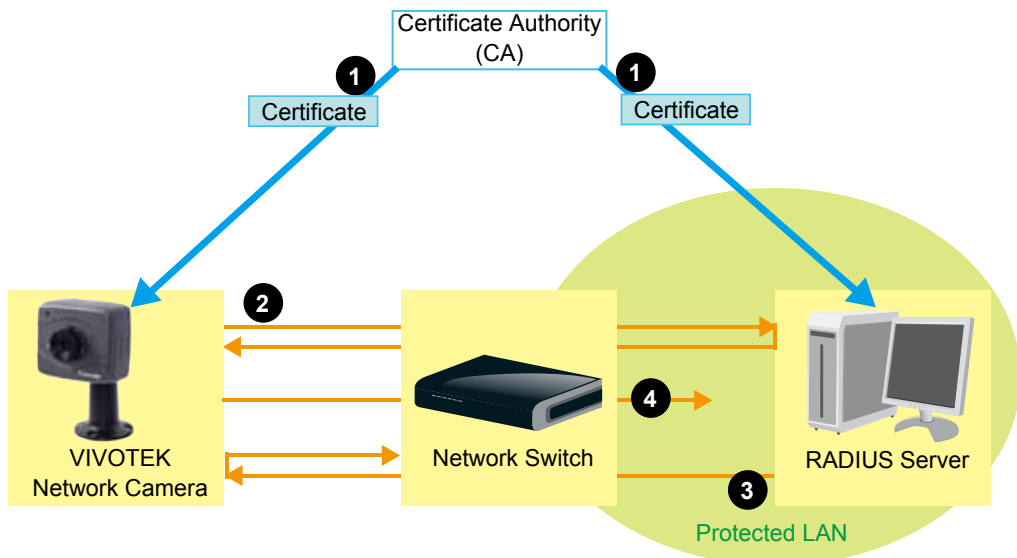 Certificate Authority
(CA)
1
1
Certificate
Certificate
2
4
VIVOTEK
Network Camera
Network Switch
RADIUS Server
3
Protected LAN